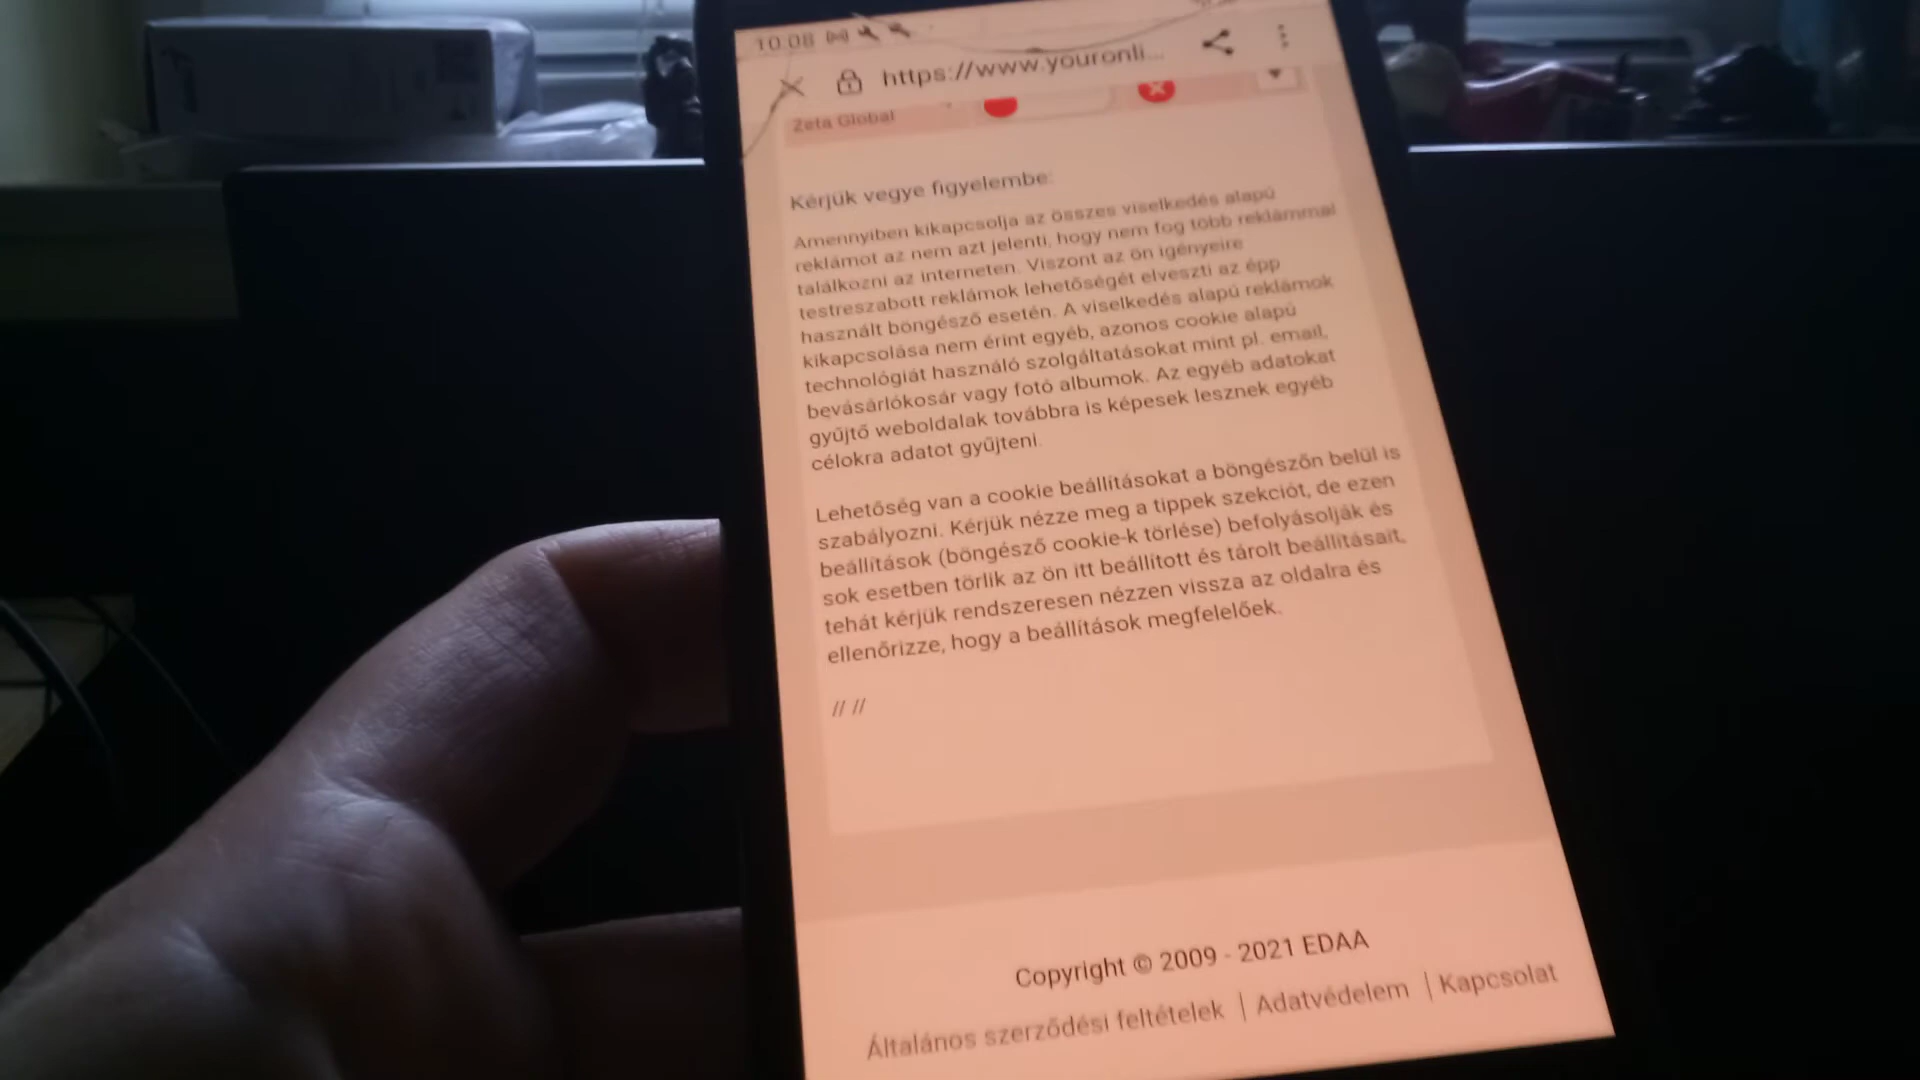 10:08
https://www.youronli...
Zeta Global
Kérjük vegye figyelembe:
Amennyiben kikapcsolja az összes viselkedés alapú
reklámot az nem azt jelenti, hogy nem fog több reklámmal
találkozni az interneten. Viszont az ön igényeire
testreszabott reklámok lehetőségét elveszti az épp
használt böngésző esetén. A viselkedés alapú reklámok
kikapcsolása nem érint egyéb, azonos cookie alapú
technológiát használó szolgáltatásokat mint pl. email,
bevásárlókosár vagy fotó albumok. Az egyéb adatokat
gyűjtő weboldalak továbbra is képesek lesznek egyéb
célokra adatot gyűjteni.
Lehetőség van a cookie beállításokat a böngészőn belül is
szabályozni. Kérjük nézze meg a tippek szekciót, de ezen
beállítások (böngésző cookie-k törlése) befolyásolják és
sok esetben törlik az ön itt beállított és tárolt beállításait,
tehát kérjük rendszeresen nézzen vissza az oldalra és
ellenőrizze, hogy a beállítások megfelelőek.
// //
Copyright © 2009 - 2021 EDAA
Általános szerződési feltételek | Adatvédelem | Kapcsolat